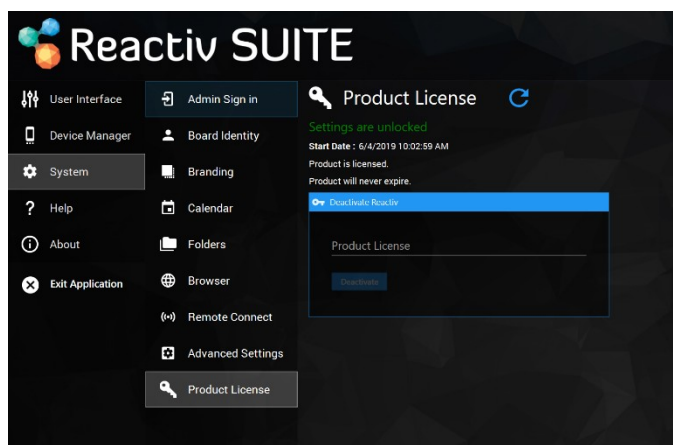 Reactiv SUITE
User Interface
Device Manager
System
Help
About
Exit Application
Admin Sign in
Board Identity
Branding
Calendar
Folders
Browser
Remote Connect
Advanced Settings
Product License
Product License
Settings are unlocked
Start Date : 6/4/2019 10:02:59 AM
Product is licensed.
Product will never expire.
Deactivate Reactiv
Product License
Deactivate